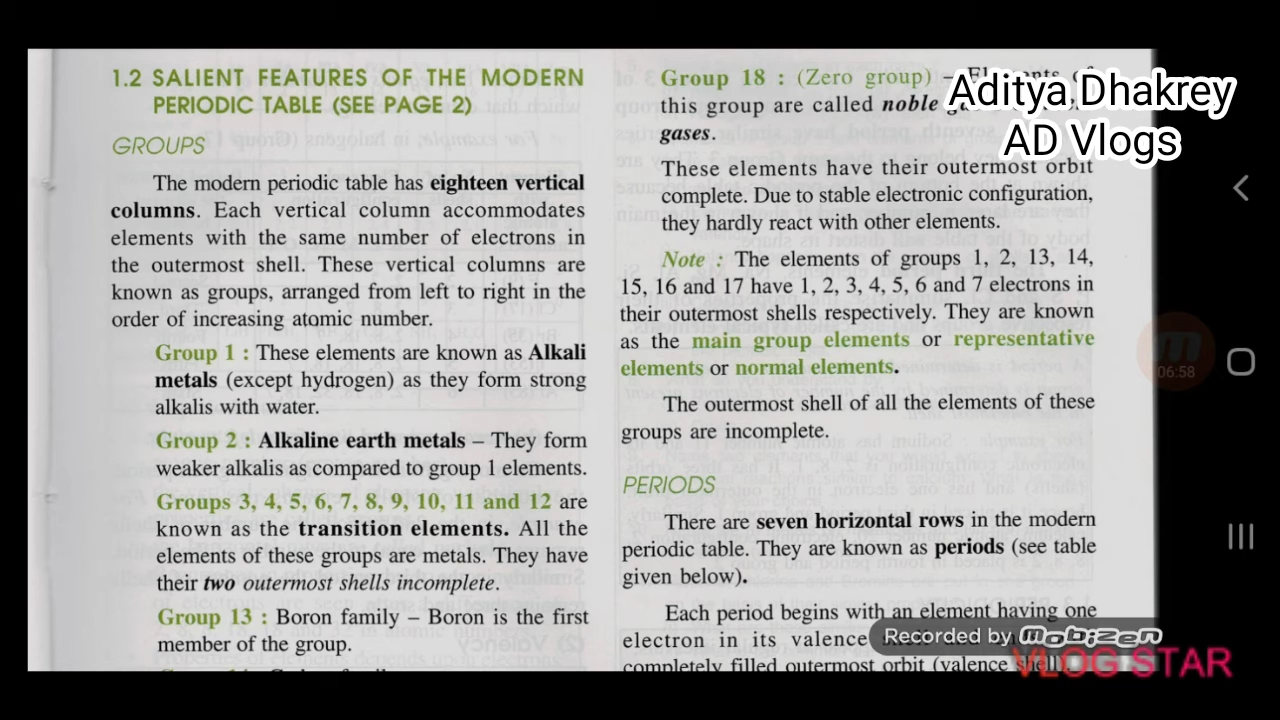 1.2 SALIENT FEATURES OF THE MODERN
PERIODIC TABLE (SEE PAGE 2)
GROUPS
The modern periodic table has eighteen vertical
columns. Each vertical column accommodates
elements with the same number of electrons in
the outermost shell. These vertical columns are
known as groups, arranged from left to right in the
order of increasing atomic number.
Group 1 : These elements are known as Alkali
metals (except hydrogen) as they form strong
alkalis with water.
Group 2 : Alkaline earth metals – They form
weaker alkalis as compared to group 1 elements.
Groups 3, 4, 5, 6, 7, 8, 9, 10, 11 and 12 are
known as the transition elements. All the
elements of these groups are metals. They have
their two outermost shells incomplete.
Group 13 : Boron family – Boron is the first
member of the group.
Group 18 : (Zero group) – Elements of
this group are called noble
gases.
These elements have their outermost orbit
complete. Due to stable electronic configuration,
they hardly react with other elements.
Note : The elements of groups 1, 2, 13, 14,
15, 16 and 17 have 1, 2, 3, 4, 5, 6 and 7 electrons in
their outermost shells respectively. They are known
as the main group elements or representative
elements or normal elements.
The outermost shell of all the elements of these
groups are incomplete.
PERIODS
There are seven horizontal rows in the modern
periodic table. They are known as periods (see table
given below).
Each period begins with an element having one
electron in its valence
completely filled outermost orbit (valence shell).
Aditya Dhakrey
AD Vlogs
06:58
Recorded by Mobizen
VLOG STAR